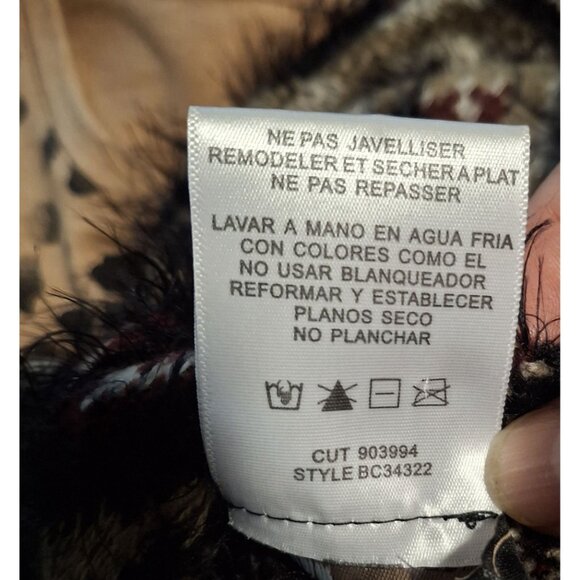 NE PAS JAVELLISER
REMODELER ET SECHER A PLAT
NE PAS REPASSER
LAVAR A MANO EN AGUA FRIA
CON COLORES COMO EL
NO USAR BLANQUEADOR
REFORMAR Y ESTABLECER
PLANOS SECO
NO PLANCHAR
CUT 903994
STYLE BC34322